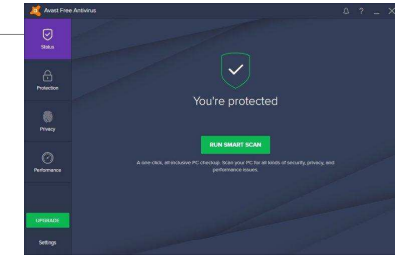 Avast Free Antivirus
?
Status
Protection
Privacy
Performance
UPGRADE
Settings
You're protected
RUN SMART SCAN
A one-click, all-inclusive PC checkup. Scan your PC for all kinds of security, privacy, and
performance issues.